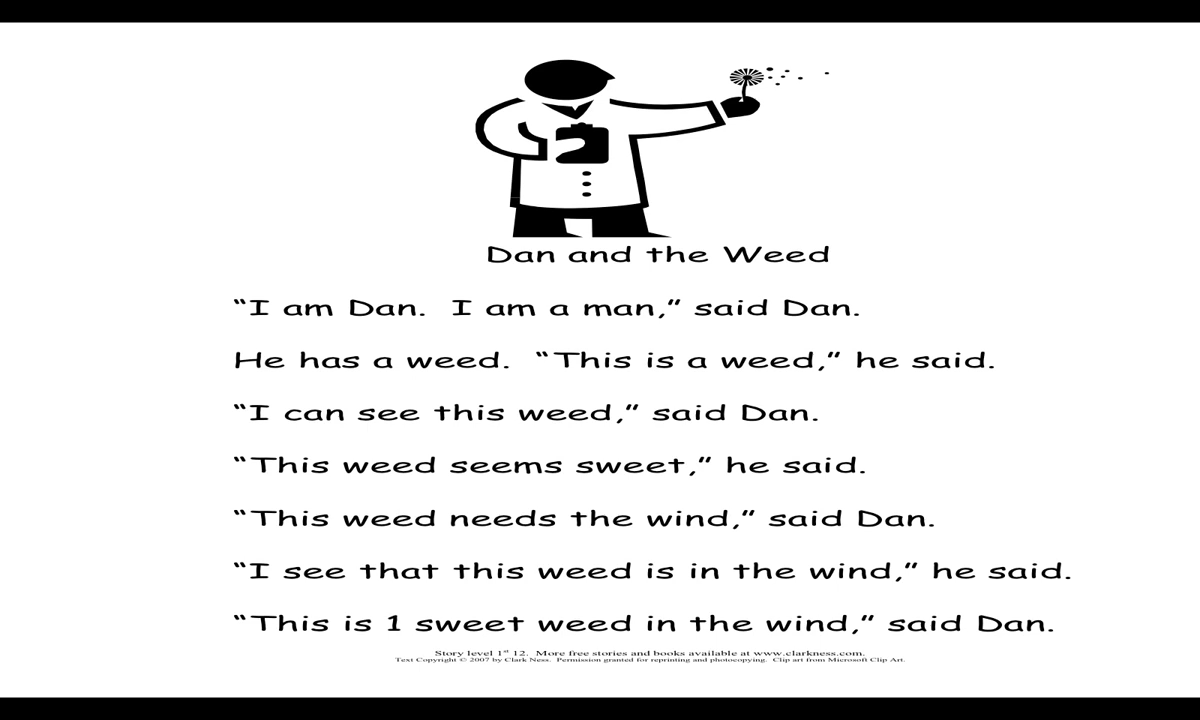 Dan and the Weed
“I am Dan.  I am a man,” said Dan.
He has a weed.  “This is a weed,” he said.
“I can see this weed,” said Dan.
“This weed seems sweet,” he said.
“This weed needs the wind,” said Dan.
“I see that this weed is in the wind,” he said.
“This is 1 sweet weed in the wind,” said Dan.
Story level 1st 12.  More free stories and books available at www.clarkness.com.
Text Copyright © 2007 by Clark Ness.  Permission granted for reprinting and photocopying.  Clip art from Microsoft Clip Art.